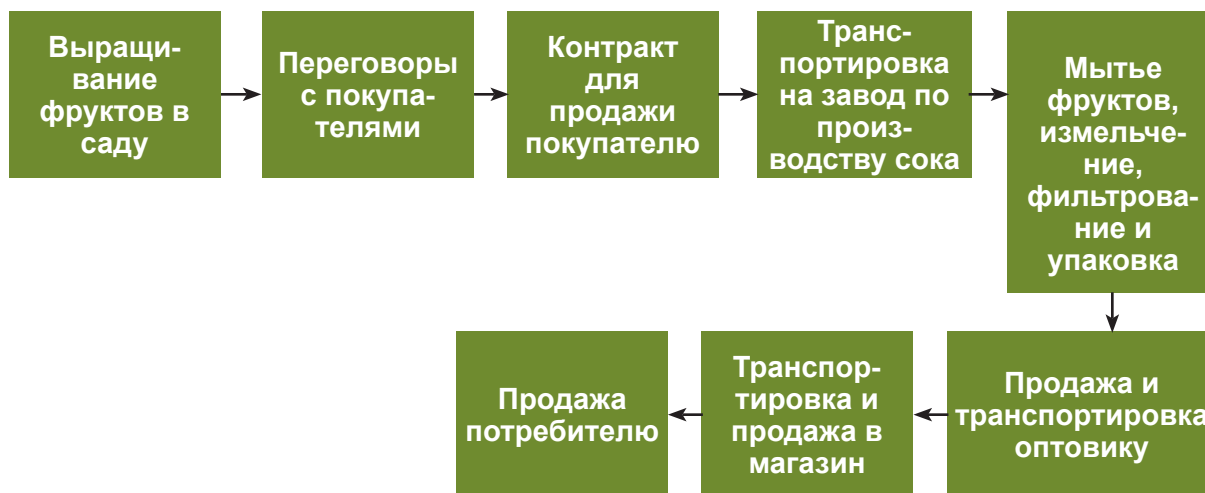 Выращи-
вание
фруктов в
саду
Переговоры
с покупа-
телями
Контракт
для
продажи
покупателю
Транс-
портировка
на завод по
произ-
водству сока
Мытье
фруктов,
измельче-
ние,
фильтрова-
ние и
упаковка
Продажа и
транспортировка
оптовику
Транспор-
тировка и
продажа в
магазин
Продажа
потребителю